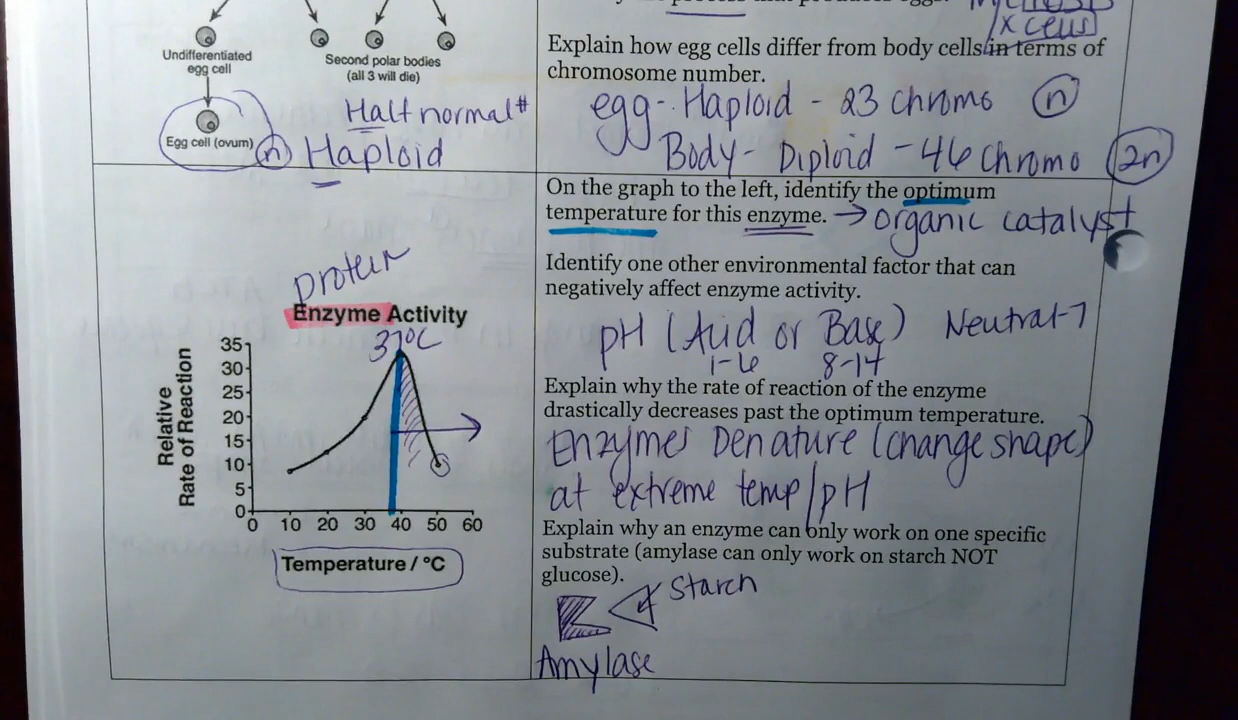 Undifferentiated
egg cell
Second polar bodies
(all 3 will die)
Egg cell (ovum)
n
Half normal #
Haploid
x cells
Explain how egg cells differ from body cells in terms of
chromosome number.
egg - Haploid - 23 chromo n
Body - Diploid - 46 chromo 2n
On the graph to the left, identify the optimum
temperature for this enzyme. → organic catalyst
Identify one other environmental factor that can
negatively affect enzyme activity.
pH (Acid or Base) Neutral-7
1-6 8-14
Explain why the rate of reaction of the enzyme
drastically decreases past the optimum temperature.
Enzymes Denature (change shape)
at extreme temp/pH
Explain why an enzyme can only work on one specific
substrate (amylase can only work on starch NOT
glucose).
Starch
Amylase
protein
Enzyme Activity
37°C
Relative
Rate of Reaction
35
30
25
20
15
10
5
0
0 10 20 30 40 50 60
Temperature / °C